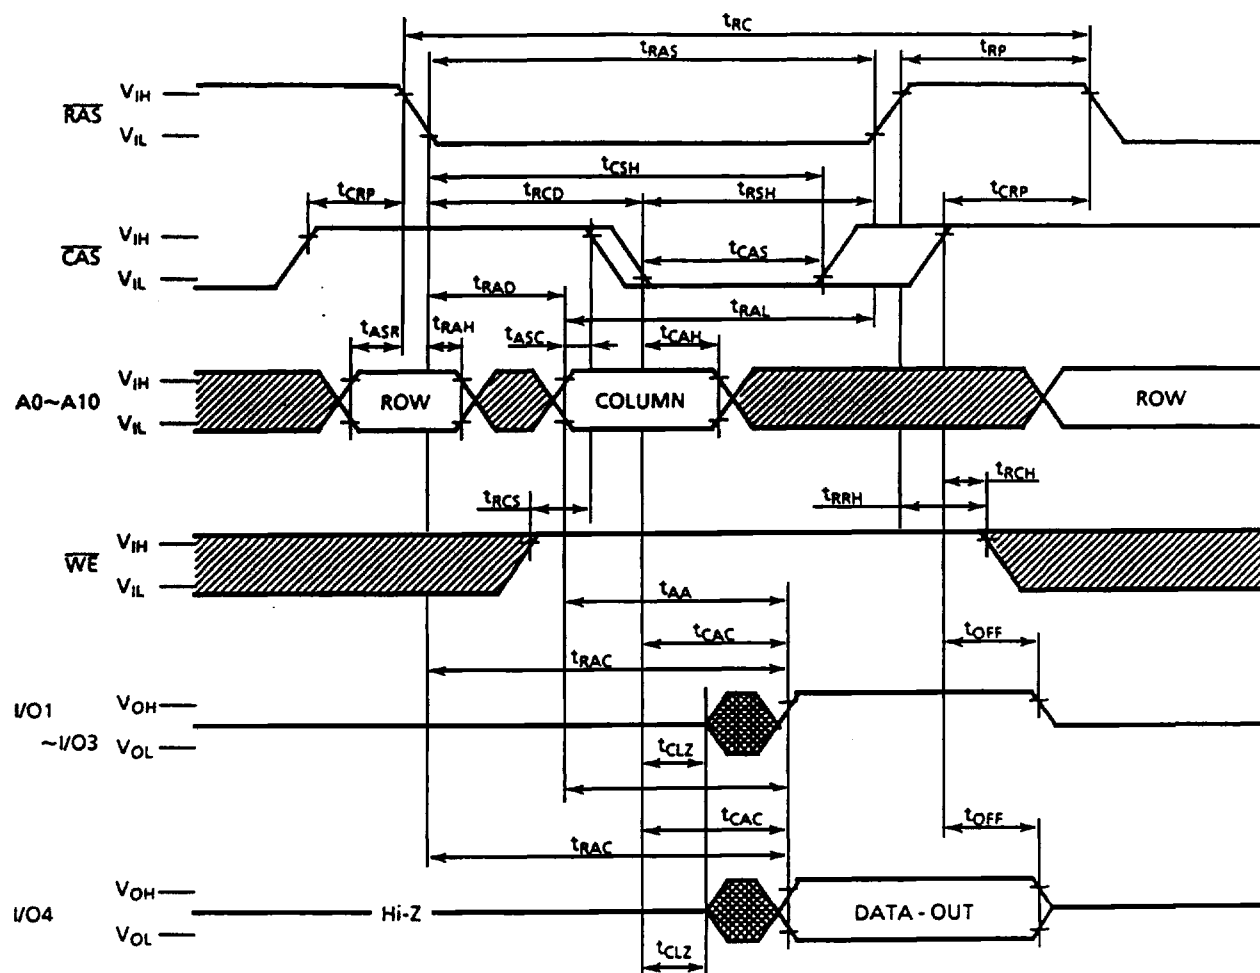 tRC
tRAS
tRP
VIH
RAS
VIL
tCSH
tCRP
tRCD
tRSH
tCRP
VIH
CAS
tCAS
VIL
tRAD
tRAL
tASR
tRAH
tASC
tCAH
VIH
A0~A10
ROW
COLUMN
ROW
VIL
tRCH
tRCS
tRRH
VIH
WE
VIL
tAA
tCAC
tOFF
tRAC
I/O1
~I/O3
VOH
VOL
tCLZ
tCAC
tOFF
tRAC
VOH
I/O4
Hi-Z
DATA-OUT
VOL
tCLZ